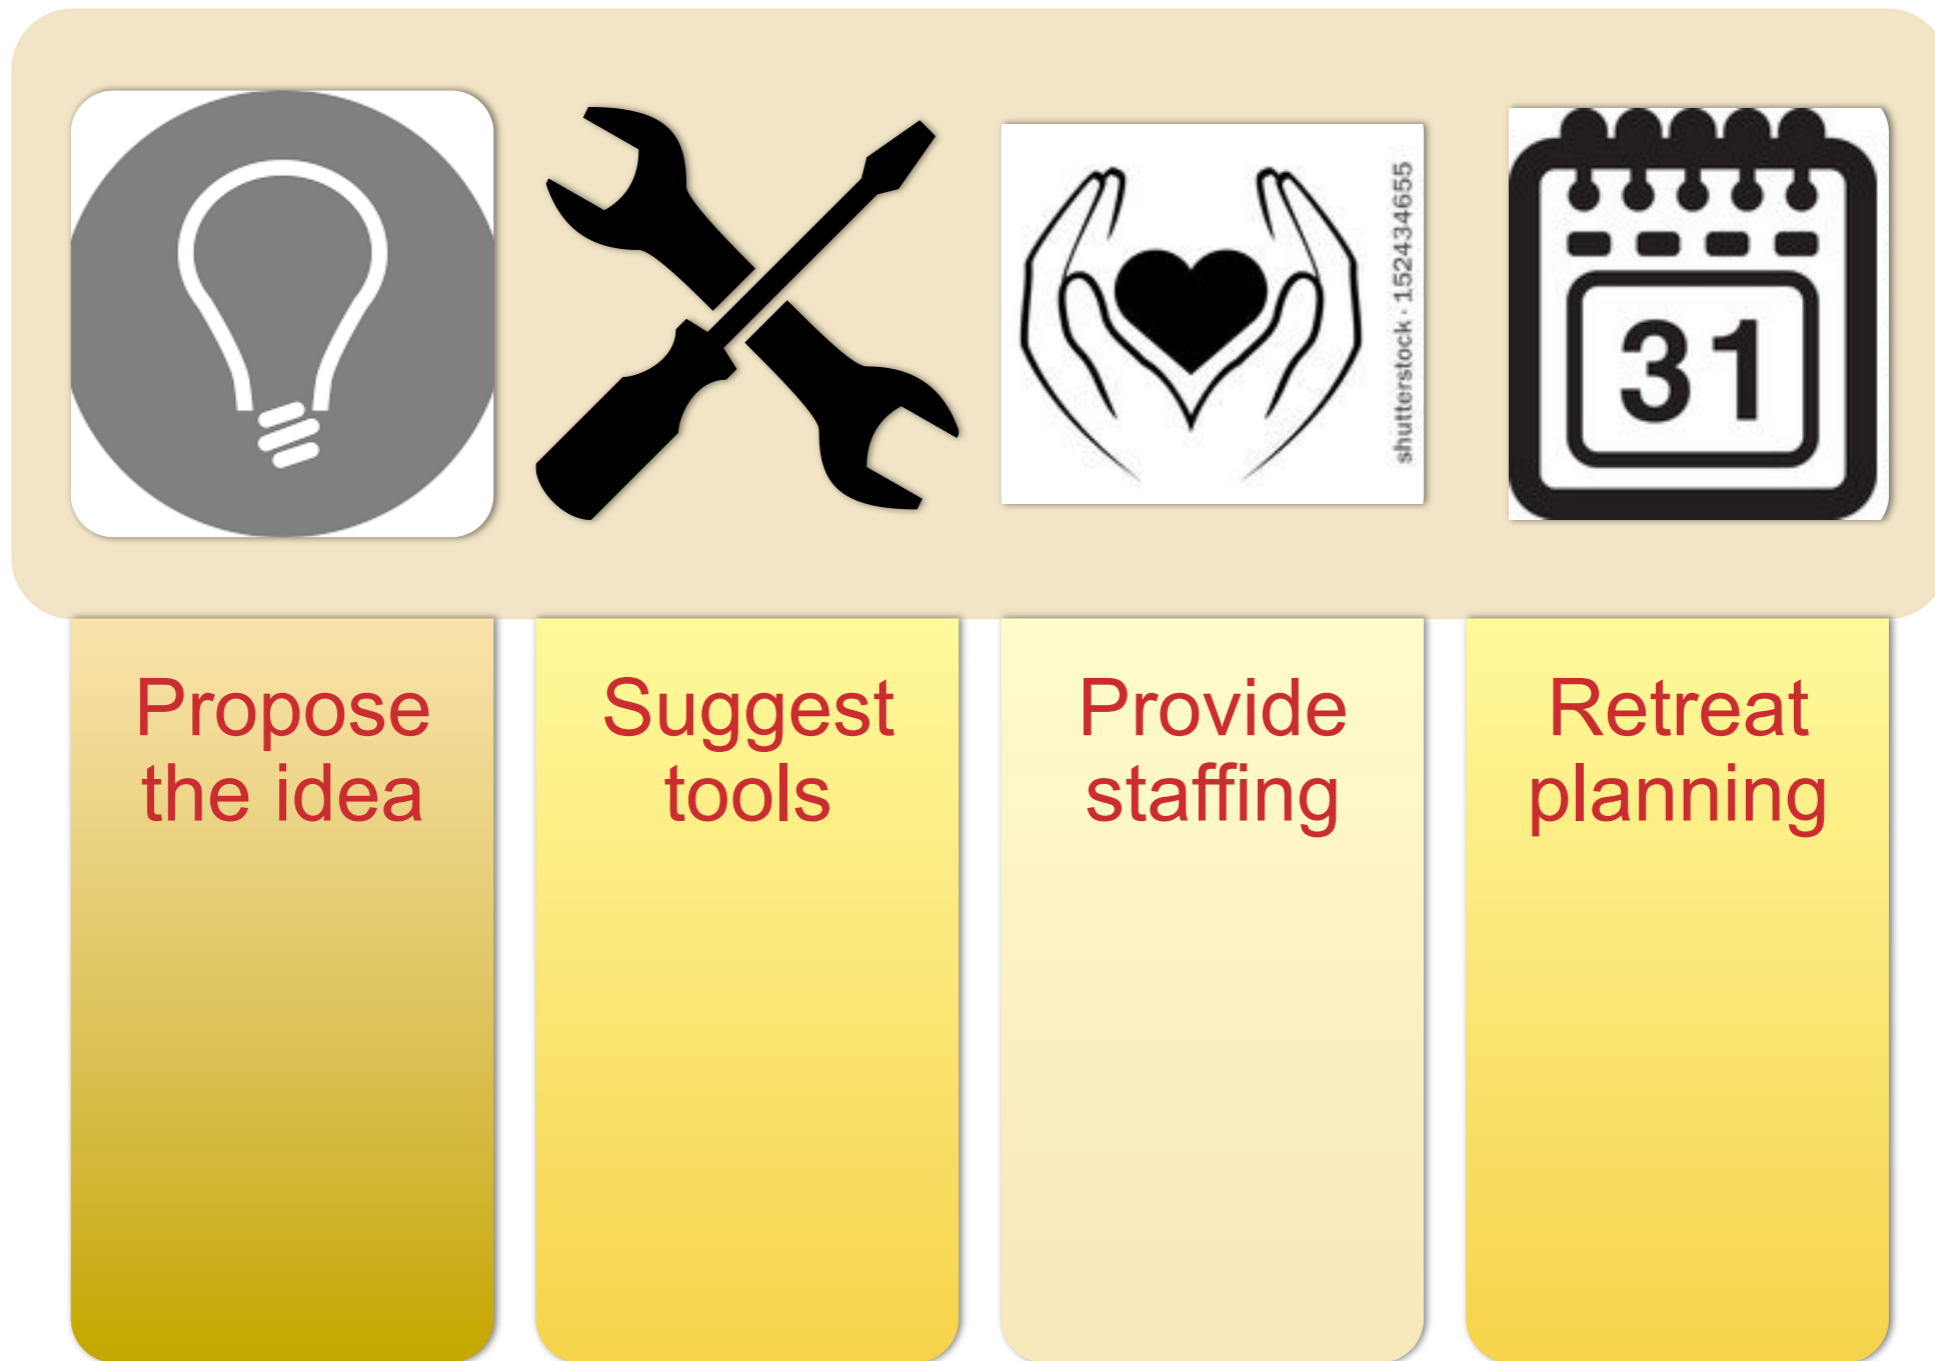 shutterstock · 152434655
31
Propose
the idea
Suggest
tools
Provide
staffing
Retreat
planning